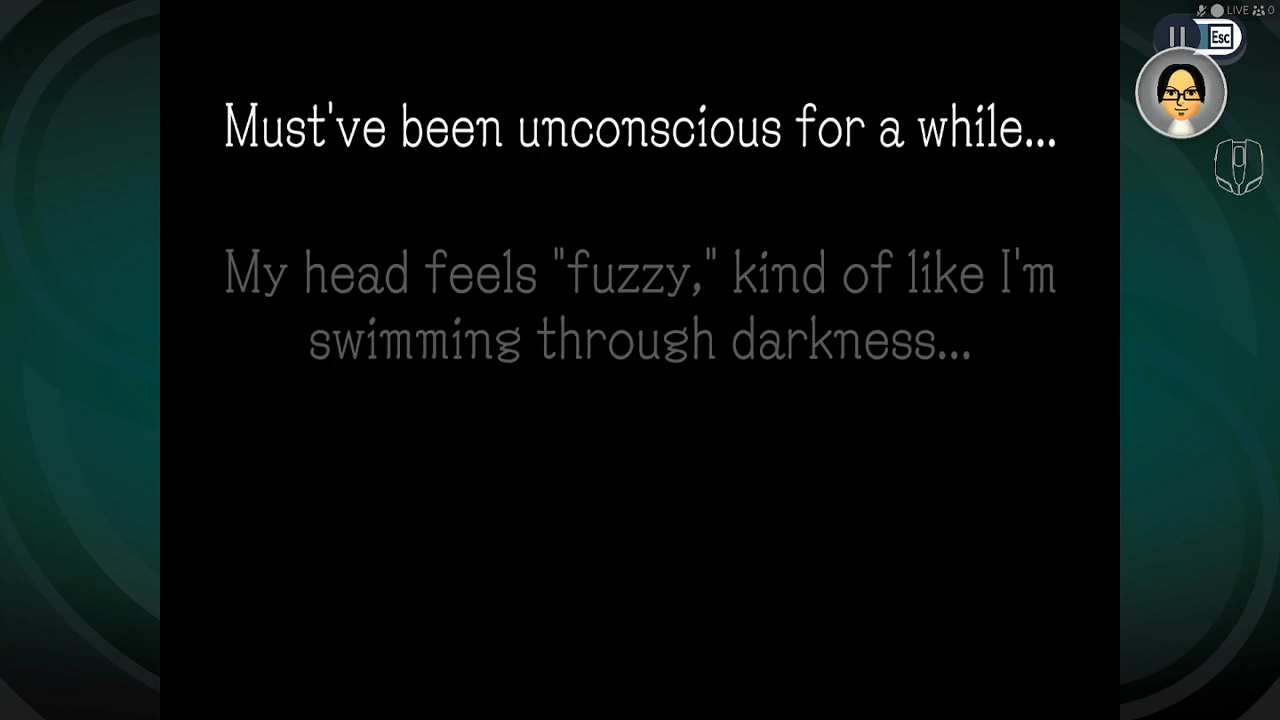 LIVE 0
Esc
Must've been unconscious for a while...
My head feels "fuzzy," kind of like I'm
swimming through darkness...